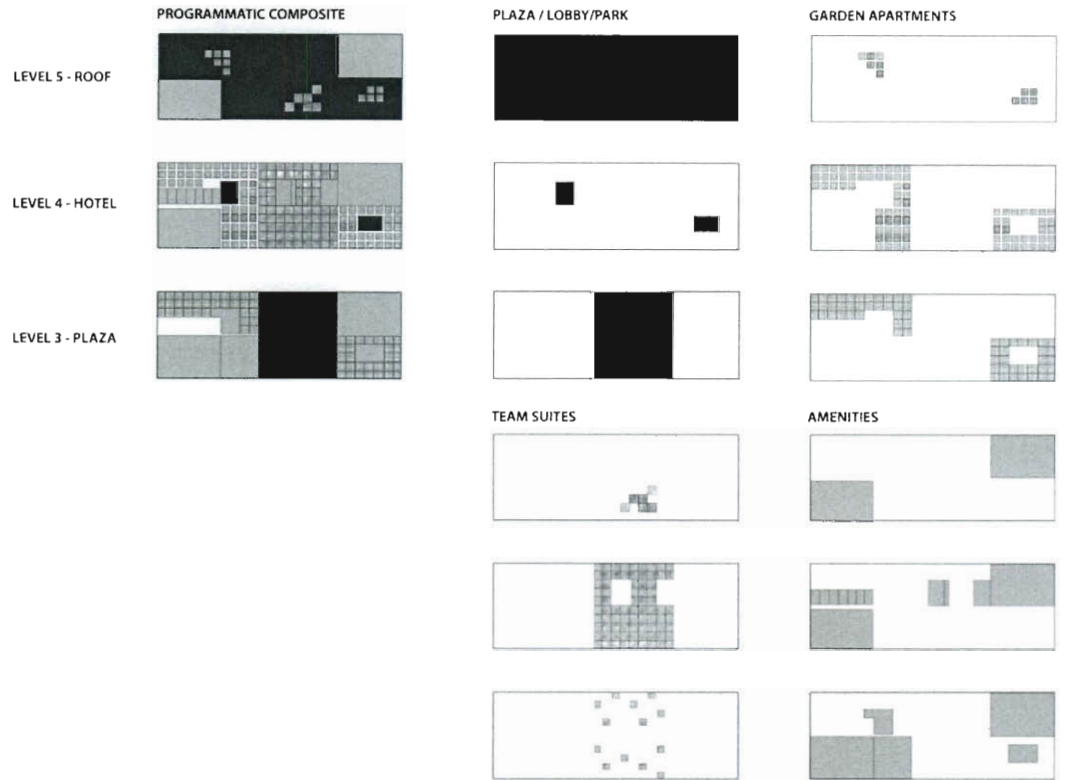 PROGRAMMATIC COMPOSITE
PLAZA / LOBBY/PARK
GARDEN APARTMENTS
LEVEL 5 - ROOF
LEVEL 4 - HOTEL
LEVEL 3 - PLAZA
TEAM SUITES
AMENITIES